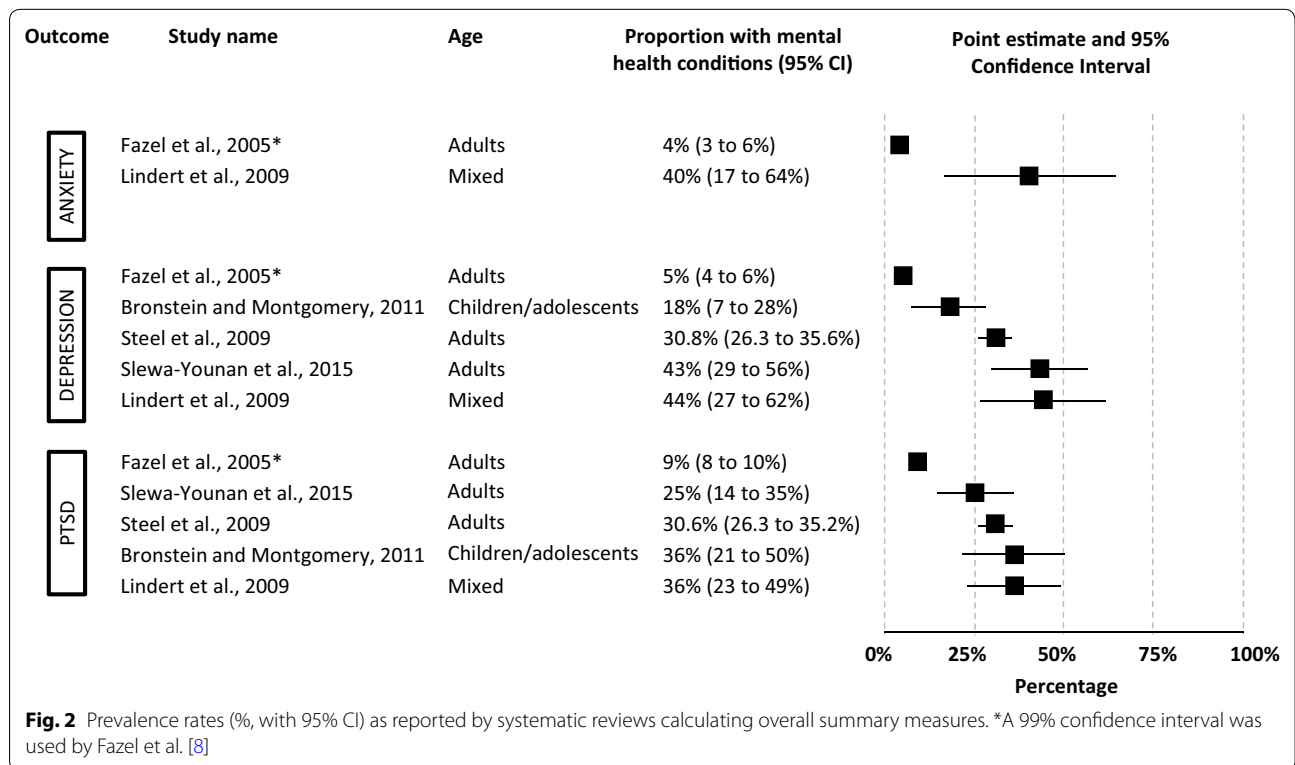 Outcome Study name Age Proportion with mental health conditions (95% CI) Point estimate and 95% Confidence Interval
ANXIETY
Fazel et al., 2005* Adults 4% (3 to 6%)
Lindert et al., 2009 Mixed 40% (17 to 64%)
DEPRESSION
Fazel et al., 2005* Adults 5% (4 to 6%)
Bronstein and Montgomery, 2011 Children/adolescents 18% (7 to 28%)
Steel et al., 2009 Adults 30.8% (26.3 to 35.6%)
Slewa-Younan et al., 2015 Adults 43% (29 to 56%)
Lindert et al., 2009 Mixed 44% (27 to 62%)
PTSD
Fazel et al., 2005* Adults 9% (8 to 10%)
Slewa-Younan et al., 2015 Adults 25% (14 to 35%)
Steel et al., 2009 Adults 30.6% (26.3 to 35.2%)
Bronstein and Montgomery, 2011 Children/adolescents 36% (21 to 50%)
Lindert et al., 2009 Mixed 36% (23 to 49%)
0% 25% 50% 75% 100%
Percentage
Fig. 2 Prevalence rates (%, with 95% CI) as reported by systematic reviews calculating overall summary measures. *A 99% confidence interval was
used by Fazel et al. [8]